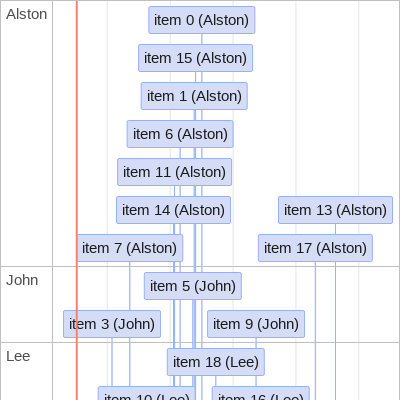 Alston
item 0 (Alston)
item 15 (Alston)
item 1 (Alston)
item 6 (Alston)
item 11 (Alston)
item 14 (Alston)
item 13 (Alston)
item 7 (Alston)
item 17 (Alston)
John
item 5 (John)
item 3 (John)
item 9 (John)
Lee
item 18 (Lee)
item 10 (Lee)
item 16 (Lee)